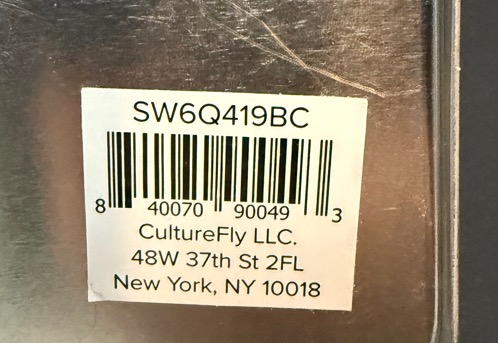 SW6Q419BC
8 40070 90049 3
CultureFly LLC.
48W 37th St 2FL
New York, NY 10018